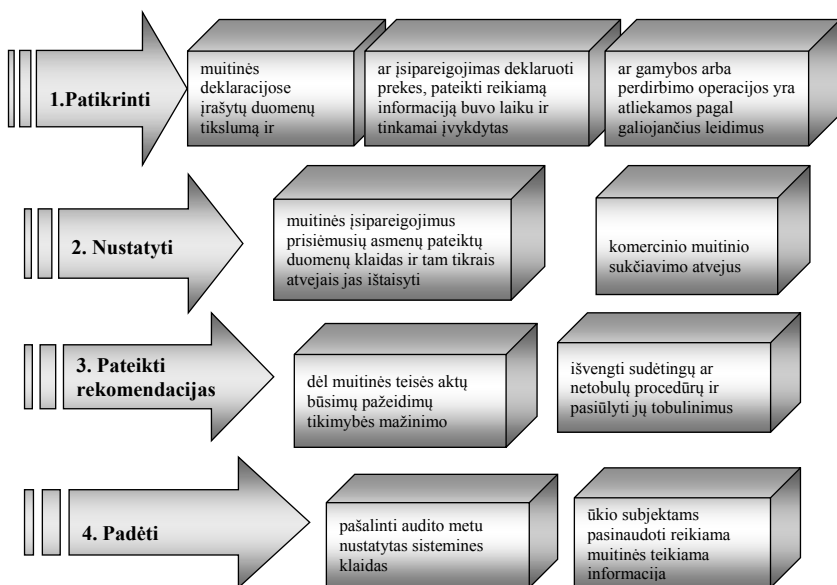 1.Patikrinti
muitinės
deklaracijose
įrašytų duomenų
tikslumą ir
ar įsipareigojimas deklaruoti
prekes, pateikti reikiamą
informaciją buvo laiku ir
tinkamai įvykdytas
ar gamybos arba
perdirbimo operacijos yra
atliekamos pagal
galiojančius leidimus
2. Nustatyti
muitinės įsipareigojimus
prisiėmusių asmenų pateiktų
duomenų klaidas ir tam tikrais
atvejais jas ištaisyti
komercinio muitinio
sukčiavimo atvejus
3. Pateikti
rekomendacijas
dėl muitinės teisės aktų
būsimų pažeidimų
tikimybės mažinimo
išvengti sudėtingų ar
netobulų procedūrų ir
pasiūlyti jų tobulinimus
4. Padėti
pašalinti audito metu
nustatytas sistemines
klaidas
ūkio subjektams
pasinaudoti reikiama
muitinės teikiama
informacija